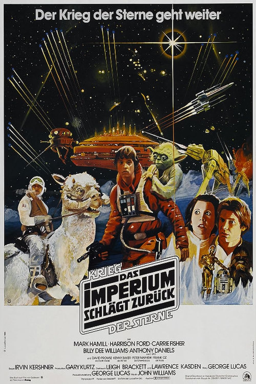 Der Krieg der Sterne geht weiter
KRIEG
DAS
IMPERIUM
SCHLÄGT ZURÜCK
DER STERNE
MARK HAMILL HARRISON FORD CARRIE FISHER
BILLY DEE WILLIAMS ANTHONY DANIELS
IRVIN KERSHNER GARY KURTZ LEIGH BRACKETT LAWRENCE KASDAN GEORGE LUCAS
GEORGE LUCAS JOHN WILLIAMS